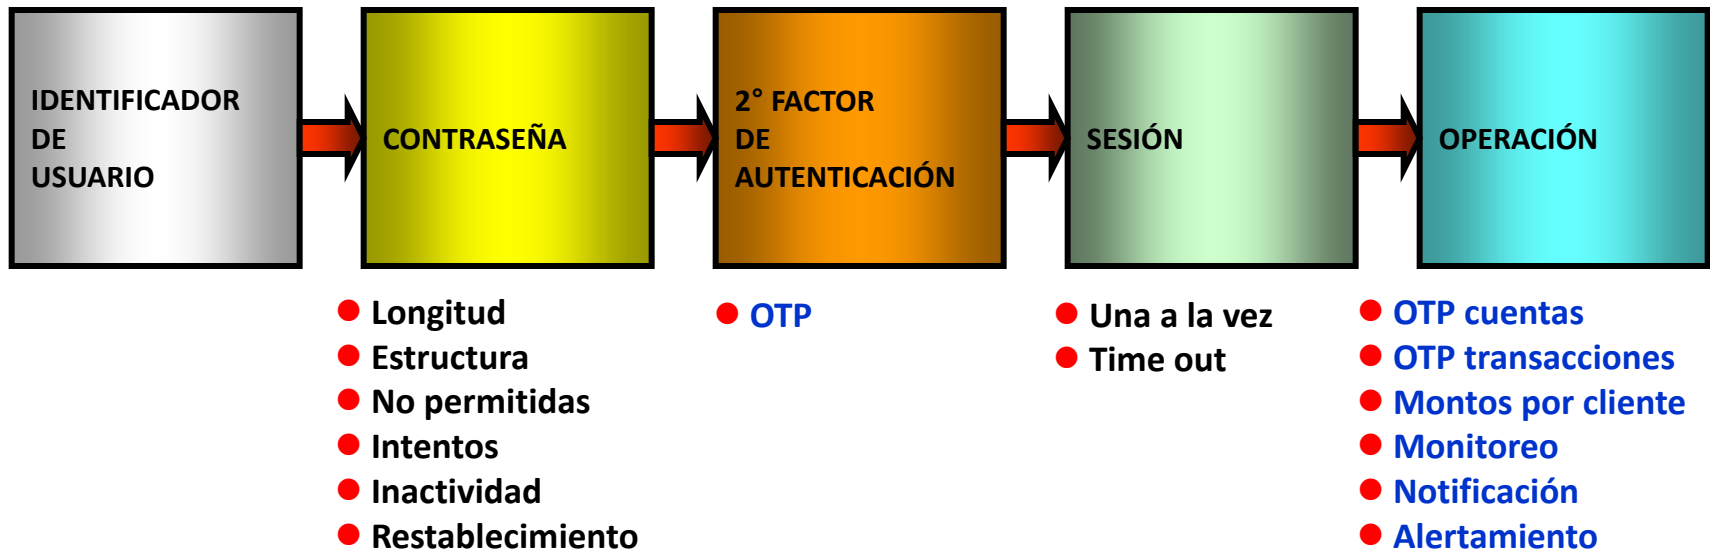 IDENTIFICADOR
DE
USUARIO
CONTRASEÑA
2° FACTOR
DE
AUTENTICACIÓN
SESIÓN
OPERACIÓN
Longitud
Estructura
No permitidas
Intentos
Inactividad
Restablecimiento
OTP
Una a la vez
Time out
OTP cuentas
OTP transacciones
Montos por cliente
Monitoreo
Notificación
Alertamiento